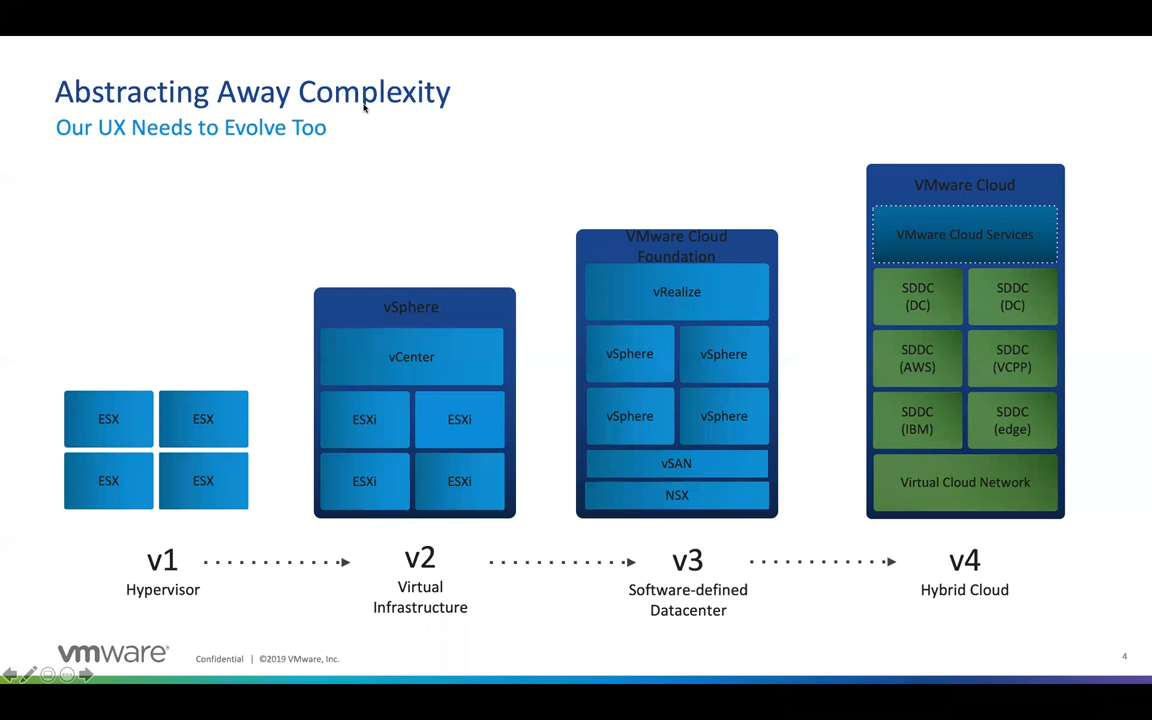 Abstracting Away Complexity
Our UX Needs to Evolve Too
ESX
ESX
ESX
ESX
v1
Hypervisor
vSphere
vCenter
ESXi
ESXi
ESXi
ESXi
v2
Virtual
Infrastructure
VMware Cloud
Foundation
vRealize
vSphere
vSphere
vSphere
vSphere
vSAN
NSX
v3
Software-defined
Datacenter
VMware Cloud
VMware Cloud Services
SDDC
(DC)
SDDC
(DC)
SDDC
(AWS)
SDDC
(VCPP)
SDDC
(IBM)
SDDC
(edge)
Virtual Cloud Network
v4
Hybrid Cloud
vmware®
Confidential | ©2019 VMware, Inc.
4